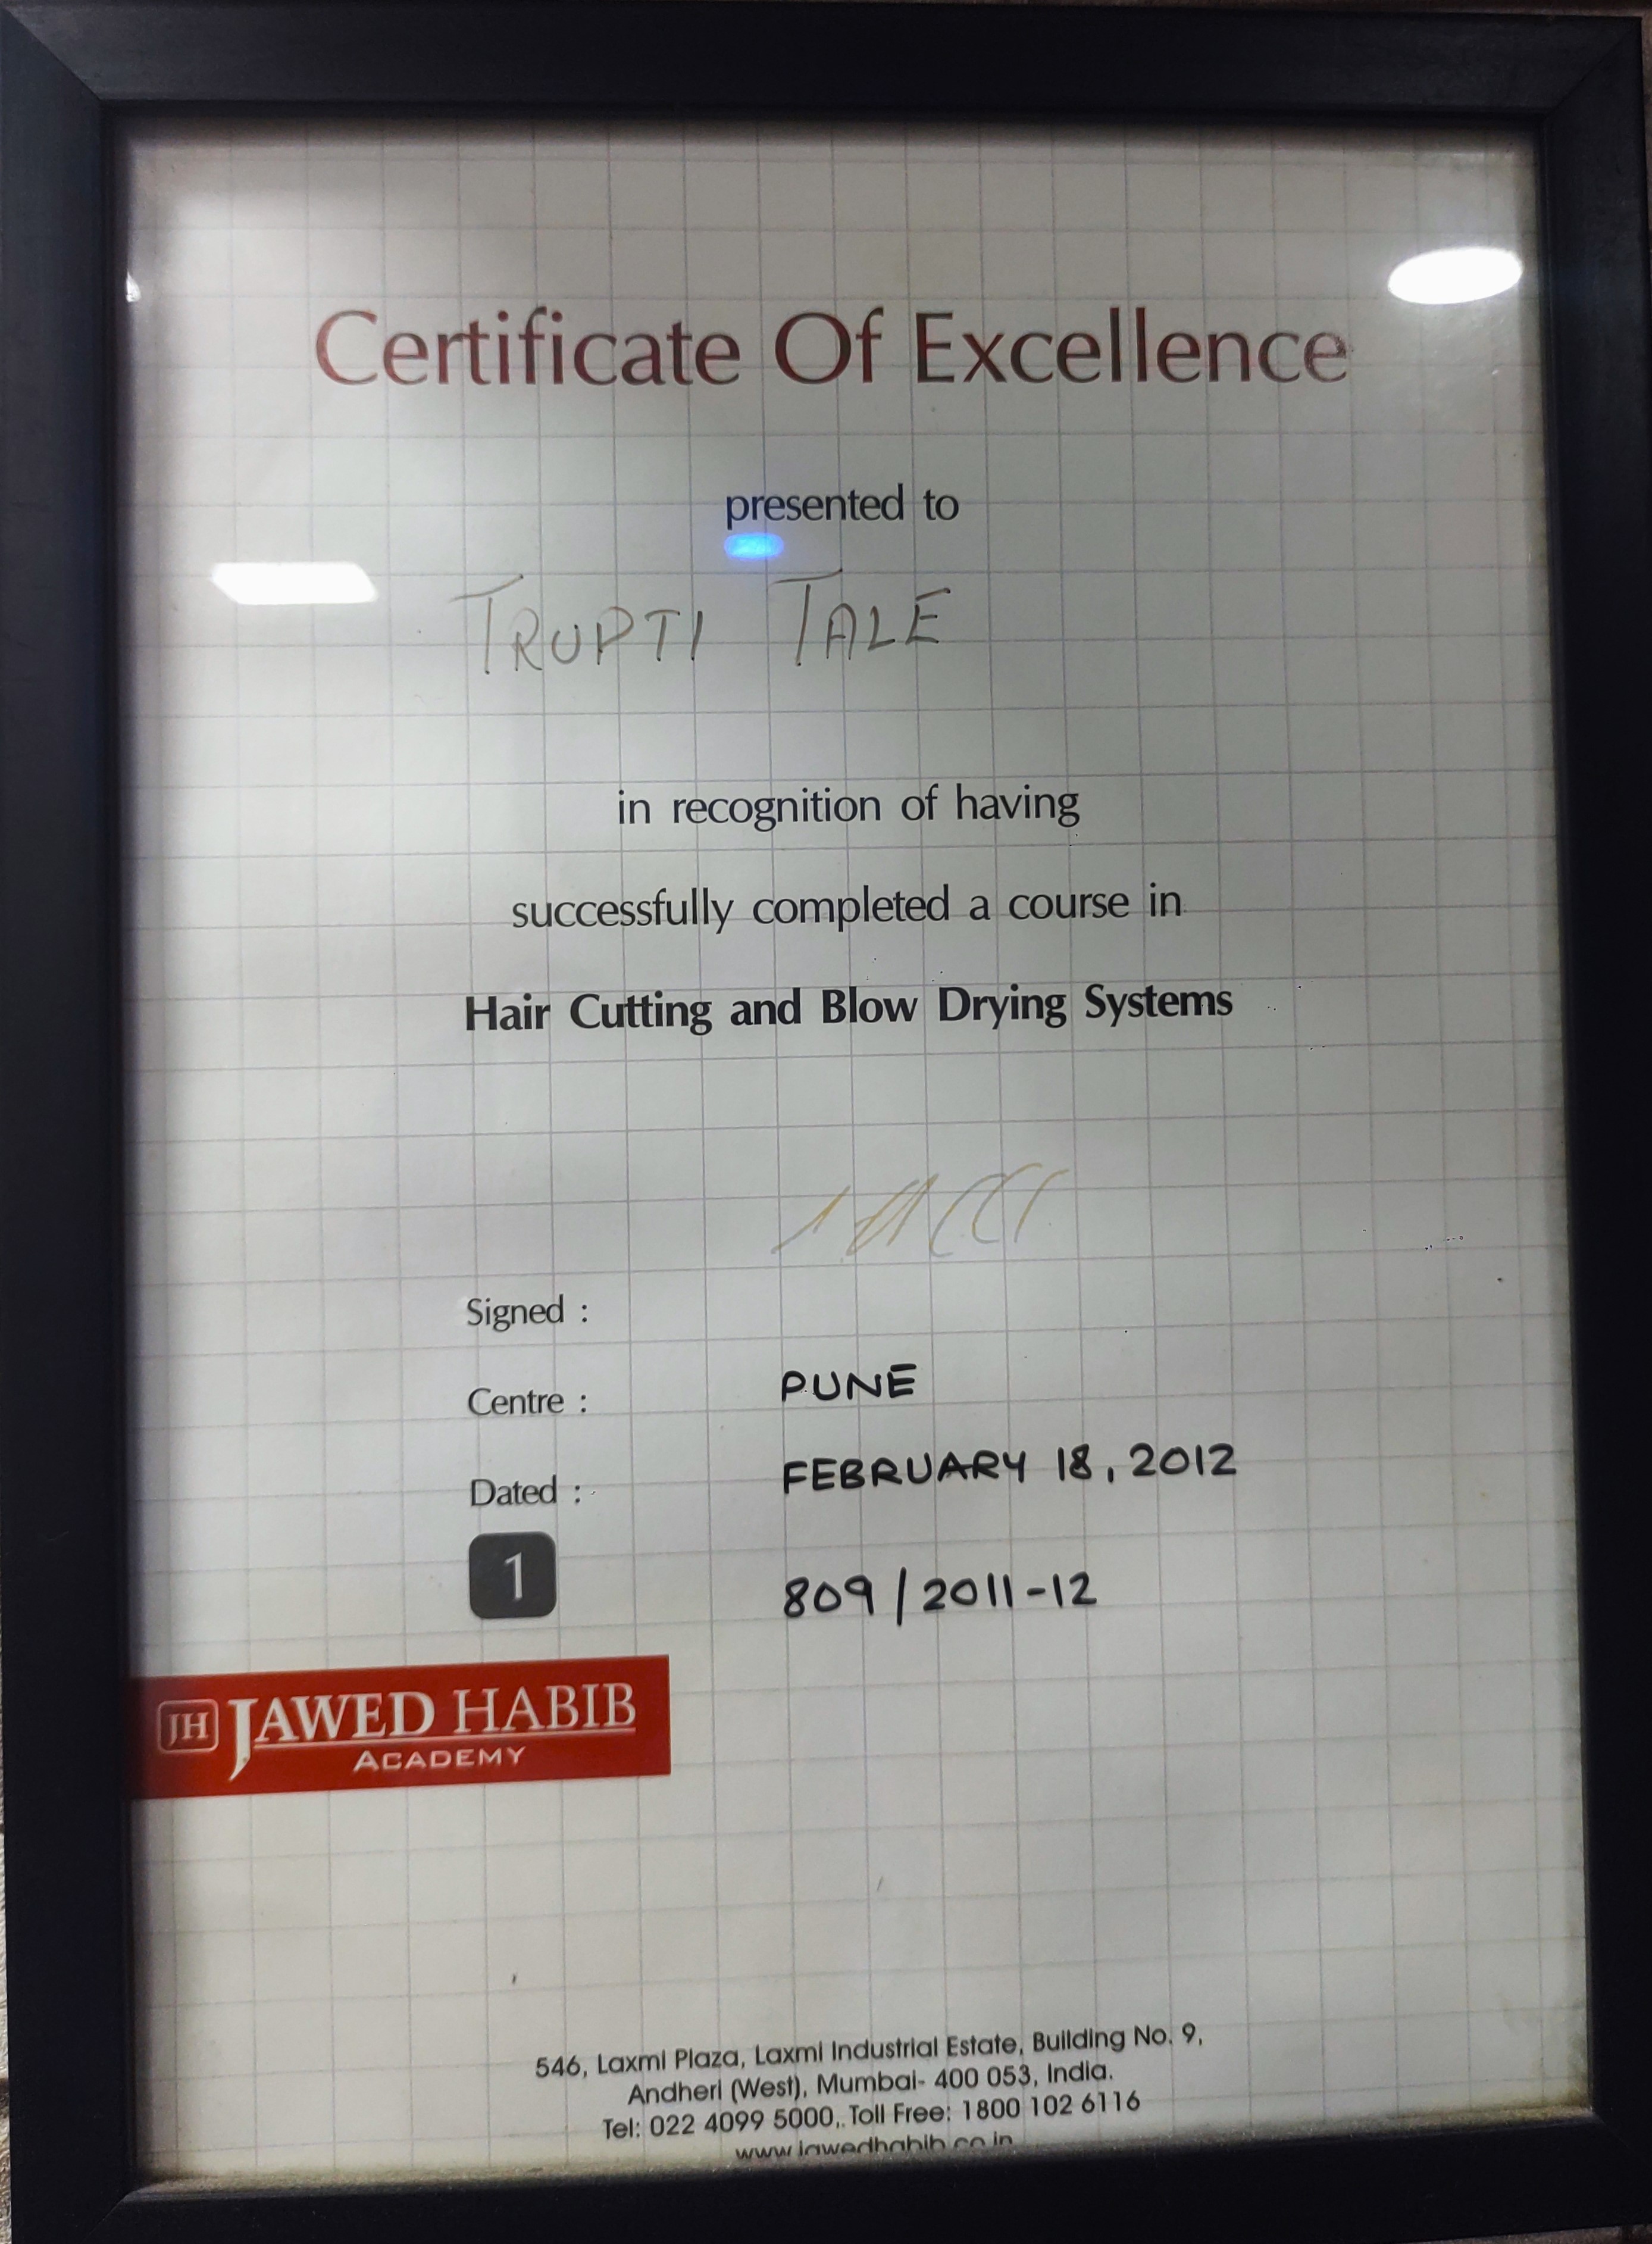 Certificate Of Excellence
presented to
TRUPTI TALE
in recognition of having
successfully completed a course in
Hair Cutting and Blow Drying Systems
Signed :
Centre : PUNE
Dated : FEBRUARY 18, 2012
1 809/2011-12
JH JAWED HABIB
ACADEMY
546, Laxmi Plaza, Laxmi Industrial Estate, Building No. 9,
Andheri (West), Mumbai- 400 053, India.
Tel: 022 4099 5000, Toll Free: 1800 102 6116
www.jawedhabib.co.in